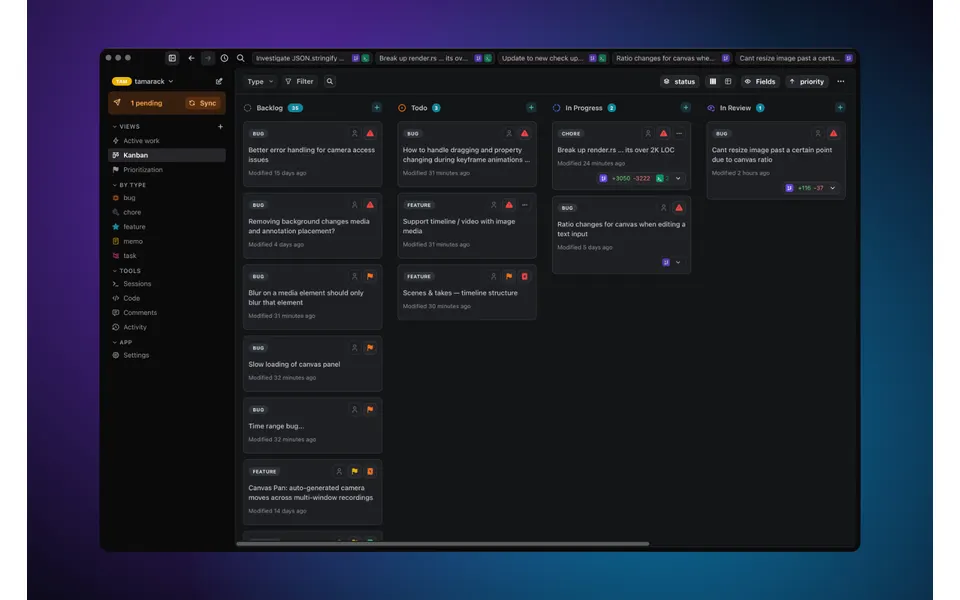 Investigate JSON.stringify ...
Break up render.rs ... its ov...
Update to new check up...
Ratio changes for canvas whe...
Cant resize image past a certa...
TAM tamarack
1 pending
Sync
VIEWS
Active work
Kanban
Prioritization
BY TYPE
bug
chore
feature
memo
task
TOOLS
Sessions
Code
Comments
Activity
APP
Settings
Type
Filter
status
Fields
priority
Backlog 35
BUG
Better error handling for camera access
issues
Modified 15 days ago
BUG
Removing background changes media
and annotation placement?
Modified 4 days ago
BUG
Blur on a media element should only
blur that element
Modified 31 minutes ago
BUG
Slow loading of canvas panel
Modified 32 minutes ago
BUG
Time range bug...
Modified 32 minutes ago
FEATURE
Canvas Pan: auto-generated camera
moves across multi-window recordings
Modified 14 days ago
Todo 3
BUG
How to handle dragging and property
changing during keyframe animations ...
Modified 31 minutes ago
FEATURE
Support timeline / video with image
media
Modified 31 minutes ago
FEATURE
Scenes & takes — timeline structure
Modified 30 minutes ago
In Progress 2
CHORE
Break up render.rs ... its over 2K LOC
Modified 24 minutes ago
+3050 -3222 2
BUG
Ratio changes for canvas when editing a
text input
Modified 5 days ago
In Review 1
BUG
Cant resize image past a certain point
due to canvas ratio
Modified 2 hours ago
+116 -37